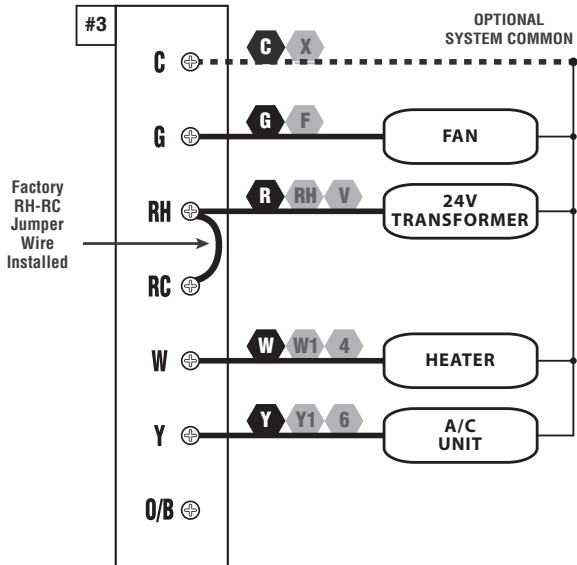 #3
OPTIONAL
SYSTEM COMMON
C
C X
G
G F
FAN
Factory
RH-RC
Jumper
Wire
Installed
RH
R RH V
24V
TRANSFORMER
RC
W
W W1 4
HEATER
Y
Y Y1 6
A/C
UNIT
O/B